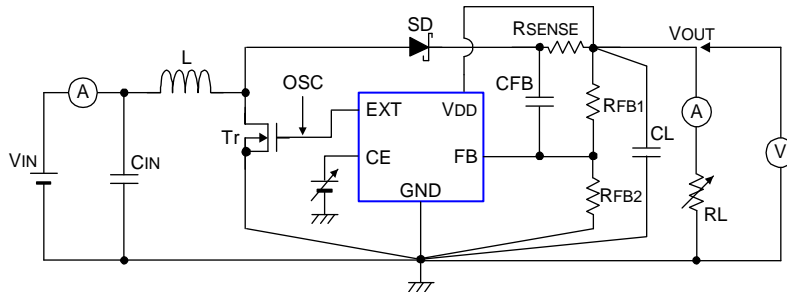 SD
RSENSE
VOUT
L
A
OSC
CFB
EXT
VDD
RFB1
A
CL
Tr
V
VIN
CIN
CE
FB
GND
RFB2
RL